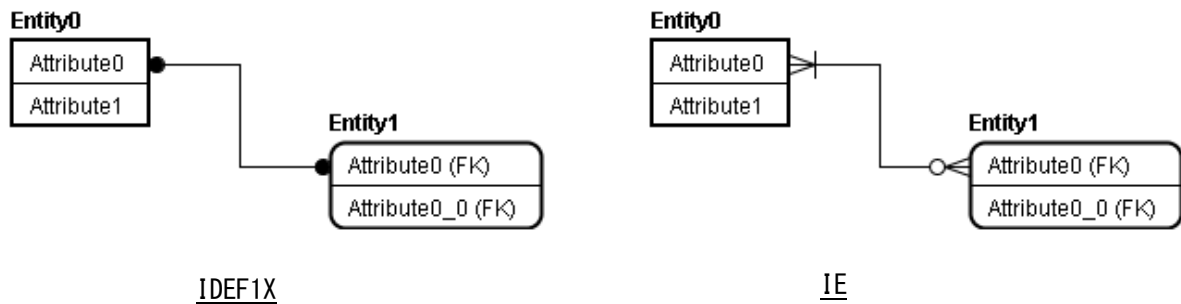 Entity0
Attribute0
Attribute1
Entity1
Attribute0 (FK)
Attribute0_0 (FK)
IDEF1X
Entity0
Attribute0
Attribute1
Entity1
Attribute0 (FK)
Attribute0_0 (FK)
IE